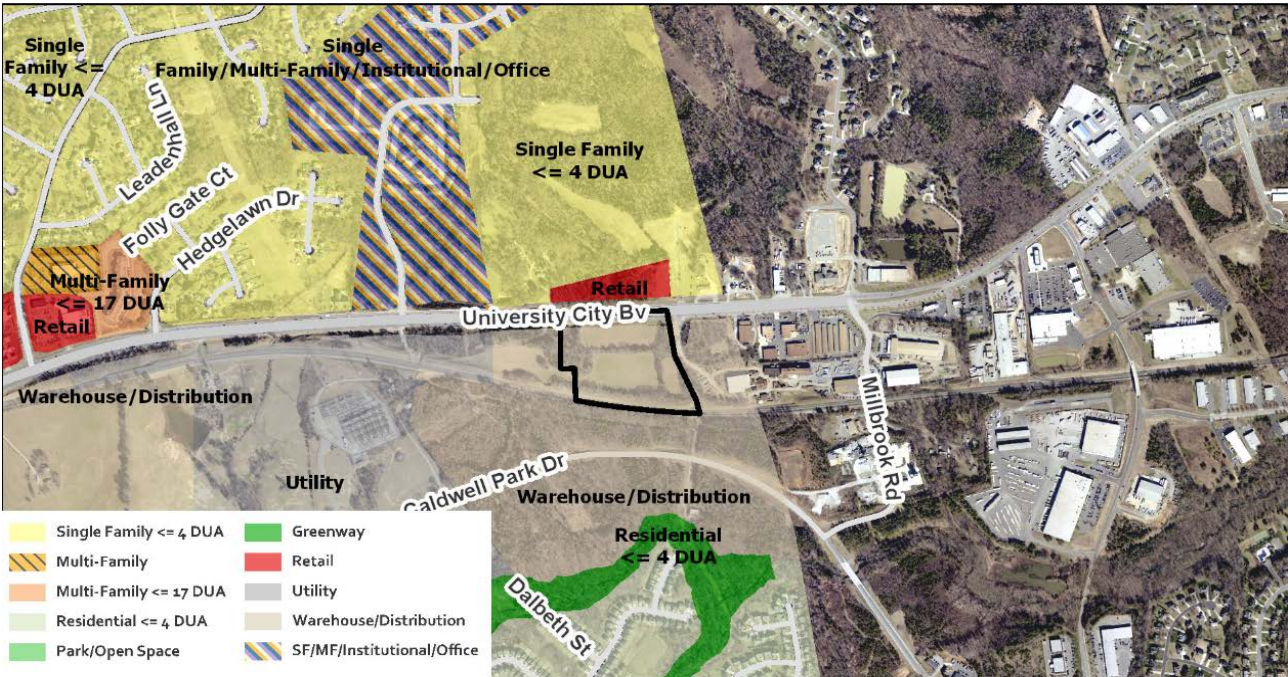 Single
Family <=
4 DUA
Single
Family/Multi-Family/Institutional/Office
Leadenhall Ln
Folly Gate Ct
Hedgelawn Dr
Single Family
<= 4 DUA
Multi-Family
<= 17 DUA
Retail
Retail
University City Bv
Warehouse/Distribution
Millbrook Rd
Utility
Caldwell Park Dr
Warehouse/Distribution
Residential
<= 4 DUA
Dalbeth St
Single Family <= 4 DUA
Multi-Family
Multi-Family <= 17 DUA
Residential <= 4 DUA
Park/Open Space
Greenway
Retail
Utility
Warehouse/Distribution
SF/MF/Institutional/Office